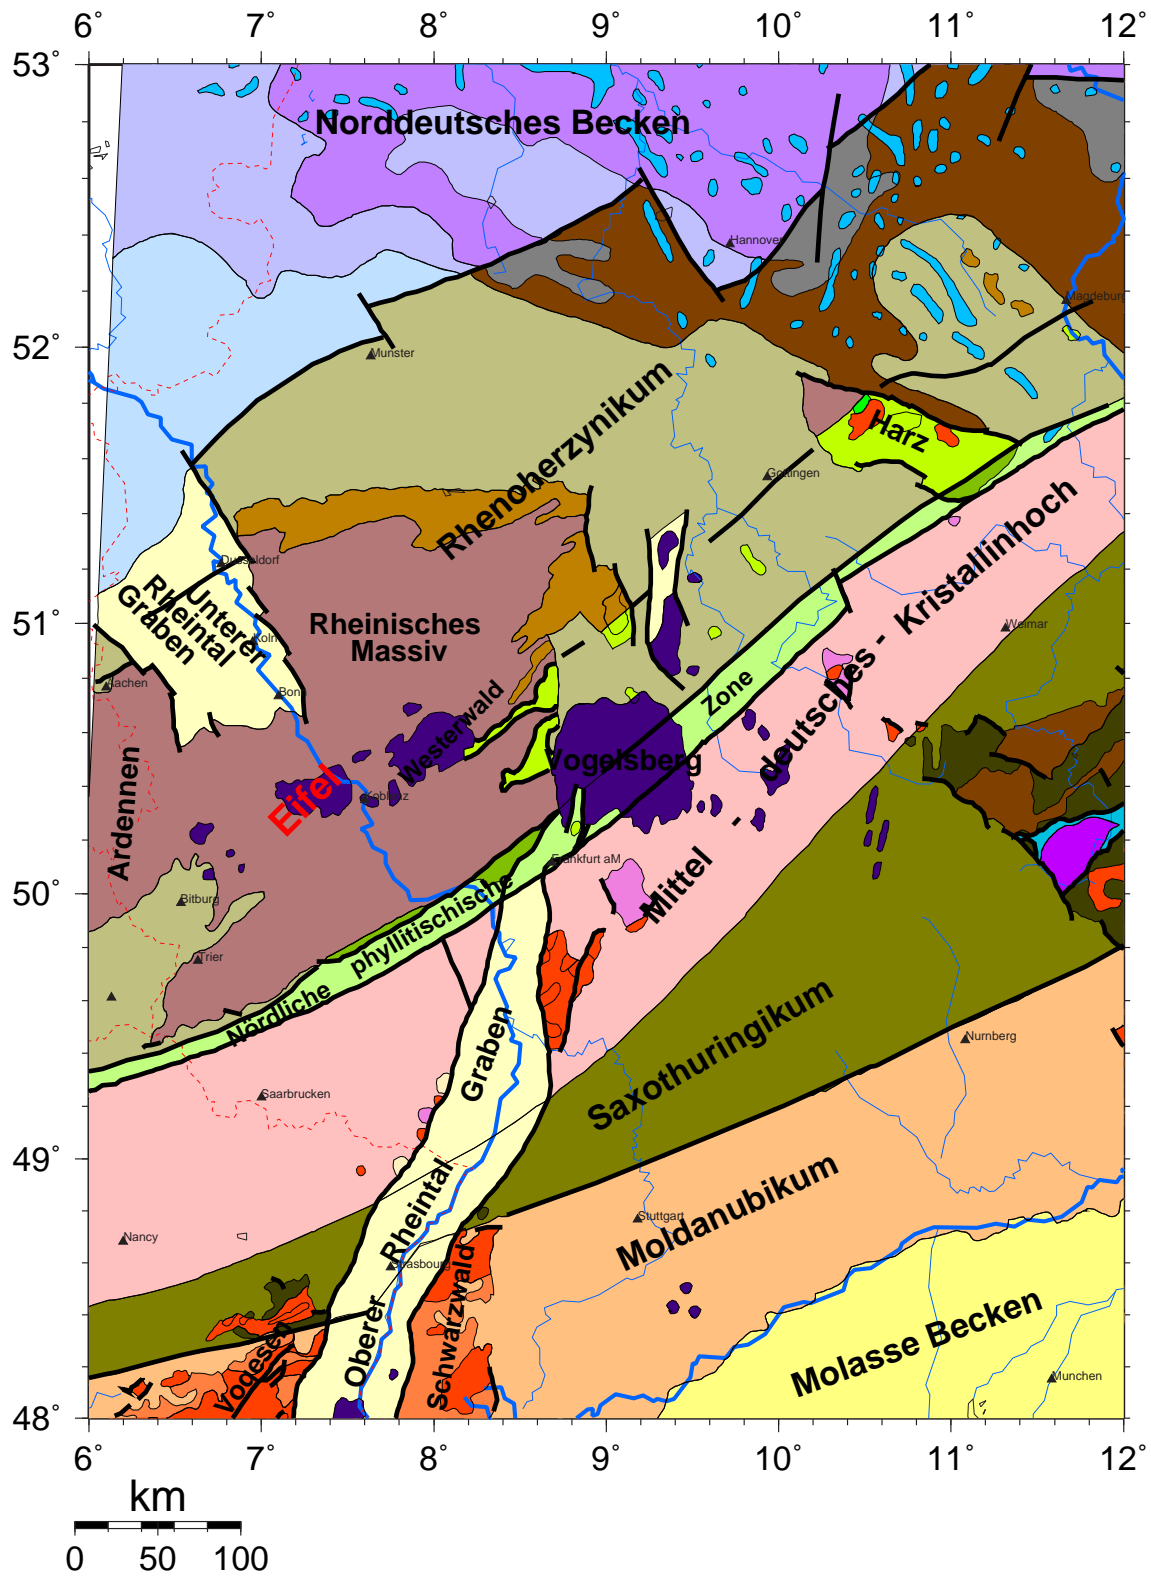 6° 7° 8° 9° 10° 11° 12°
53°
Norddeutsches Becken
Hannover
Magdeburg
52°
Munster
Harz
Gottingen
Rhenoherzynikum
Dusseldorf
51°
Unterer
Rheintal
Graben
Rheinisches
Massiv
Koln
Weimar
Aachen
Bonn
Mittel - deutsches - Kristallinhoch
Westerwald
Vogelsberg
Ardennen
Eifel
Koblenz
Frankfurt aM
50°
Bitburg
Trier
Nördliche phyllitischische Zone
Nurnberg
Saarbrucken
Saxothuringikum
49°
Oberer Rheintal Graben
Nancy
Stuttgart
Moldanubikum
Strasbourg
Vogesen
Schwarzwald
Molasse Becken
Munchen
48°
6° 7° 8° 9° 10° 11° 12°
km
0 50 100